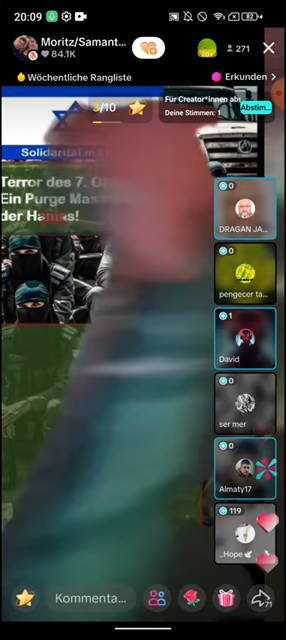 20:09
82
Moritz/Samant...
84.1K
271
Wöchentliche Rangliste
Erkunden >
3/10
Für Creator*innen ab
Deine Stimmen: 1
Abstim...
Solidarität
Terror des 7. O
Ein Purge Mas
der Hamas!
0
DRAGAN JA...
0
pengecer ta...
1
David
0
ser mer
0
Almaty17
119
..Hope
Kommenta...
71